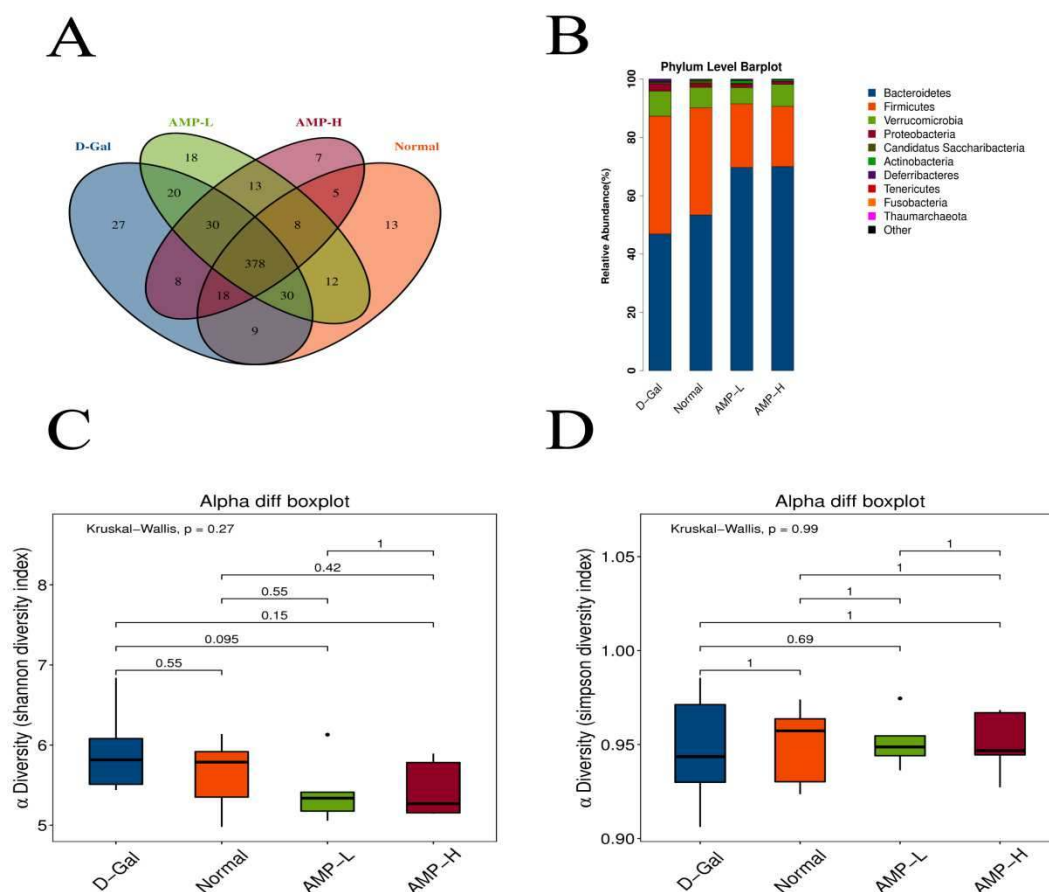 A
D-Gal
AMP-L
AMP-H
Normal
18
7
20
13
5
27
30
8
13
378
8
18
30
12
9
B
Phylum Level Barplot
Relative Abundance(%)
0
20
40
60
80
100
D−Gal
Normal
AMP−L
AMP−H
Bacteroidetes
Firmicutes
Verrucomicrobia
Proteobacteria
Candidatus Saccharibacteria
Actinobacteria
Deferribacteres
Tenericutes
Fusobacteria
Thaumarchaeota
Other
C
Alpha diff boxplot
Kruskal−Wallis, p = 0.27
1
0.42
0.55
0.15
0.095
0.55
α Diversity (shannon diversity index)
8
7
6
5
D−Gal
Normal
AMP−L
AMP−H
D
Alpha diff boxplot
Kruskal−Wallis, p = 0.99
1
1
1
1
0.69
1
α Diversity (simpson diversity index)
1.05
1.00
0.95
0.90
D−Gal
Normal
AMP−L
AMP−H